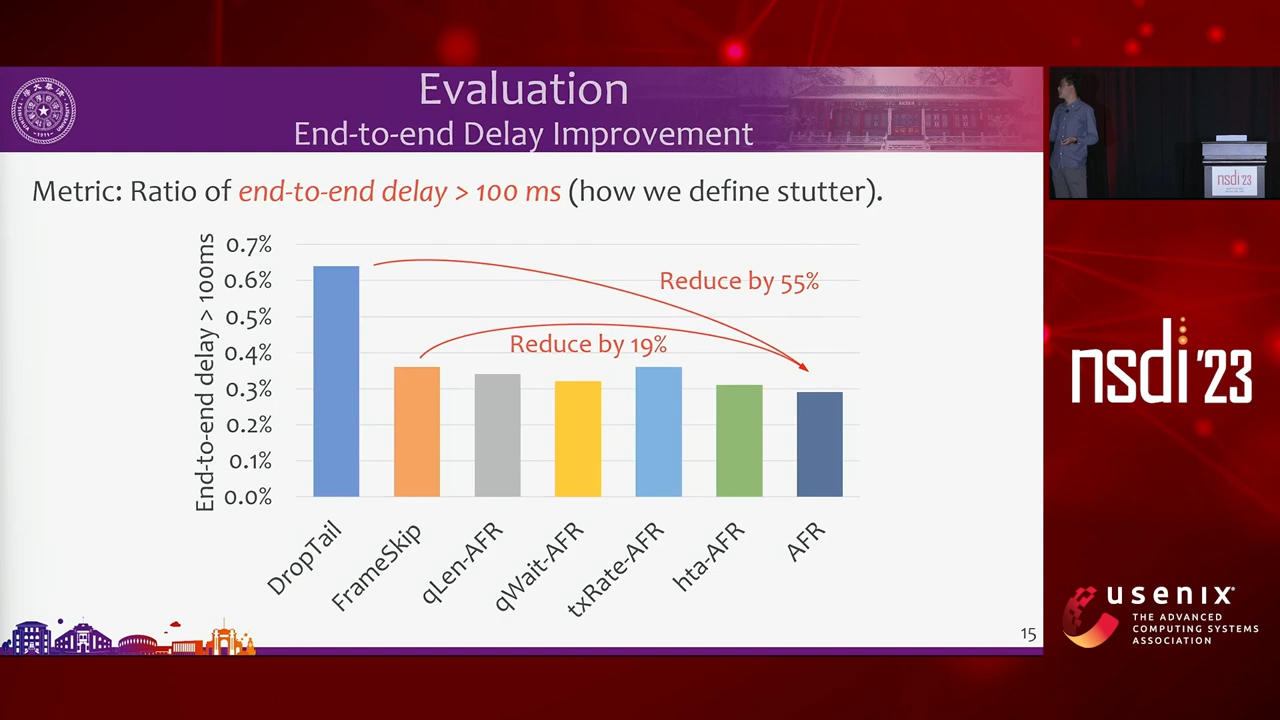 Evaluation
End-to-end Delay Improvement
Metric: Ratio of end-to-end delay > 100 ms (how we define stutter).
End-to-end delay > 100ms
0.7%
0.6%
0.5%
0.4%
0.3%
0.2%
0.1%
0.0%
Reduce by 55%
Reduce by 19%
DropTail
FrameSkip
qLen-AFR
qWait-AFR
txRate-AFR
hta-AFR
AFR
15
nsdi'23
nsdi '23
usenix
THE ADVANCED
COMPUTING SYSTEMS
ASSOCIATION